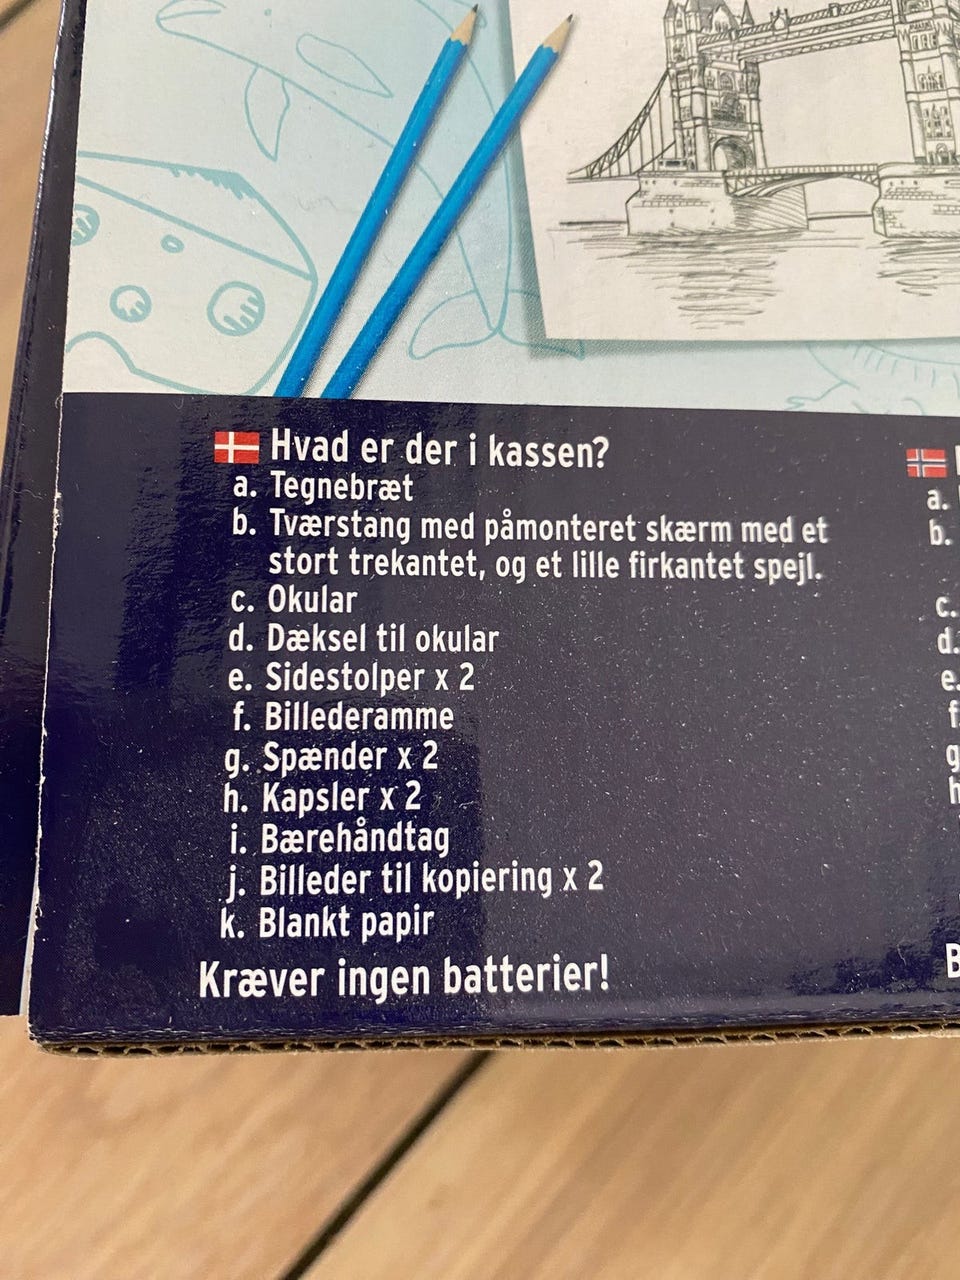 Hvad er der i kassen?
a. Tegnebræt
b. Tværstang med påmonteret skærm med et
stort trekantet, og et lille firkantet spejl.
c. Okular
d. Dæksel til okular
e. Sidestolper x 2
f. Billederamme
g. Spænder x 2
h. Kapsler x 2
i. Bærehåndtag
j. Billeder til kopiering x 2
k. Blankt papir
Kræver ingen batterier!
a.
b.
c.
d.
e.
f.
g
h
B